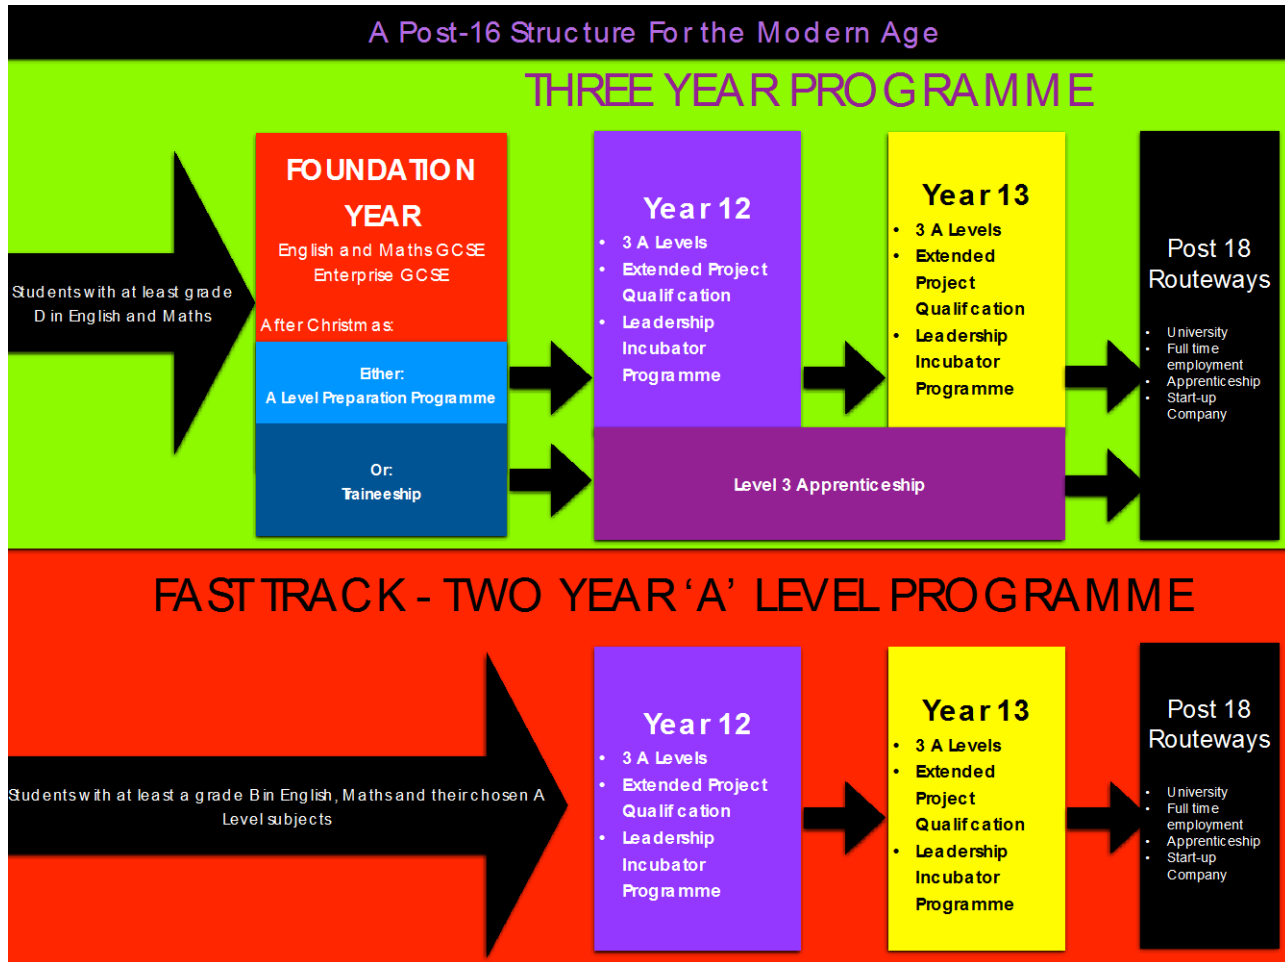 A Post-16 Structure For the Modern Age
THREE YEAR PROGRAMME
Students with at least grade
D in English and Maths
FOUNDATION
YEAR
English and Maths GCSE
Enterprise GCSE
After Christmas:
Either:
A Level Preparation Programme
Or:
Traineeship
Year 12
• 3 A Levels
• Extended Project
Qualification
• Leadership
Incubator
Programme
Year 13
• 3 A Levels
• Extended
Project
Qualification
• Leadership
Incubator
Programme
Level 3 Apprenticeship
Post 18
Routeways
• University
• Full time
employment
• Apprenticeship
• Start-up
Company
FAST TRACK - TWO YEAR ‘A’ LEVEL PROGRAMME
Students with at least a grade B in English, Maths and their chosen A
Level subjects
Year 12
• 3 A Levels
• Extended Project
Qualification
• Leadership
Incubator
Programme
Year 13
• 3 A Levels
• Extended
Project
Qualification
• Leadership
Incubator
Programme
Post 18
Routeways
• University
• Full time
employment
• Apprenticeship
• Start-up
Company